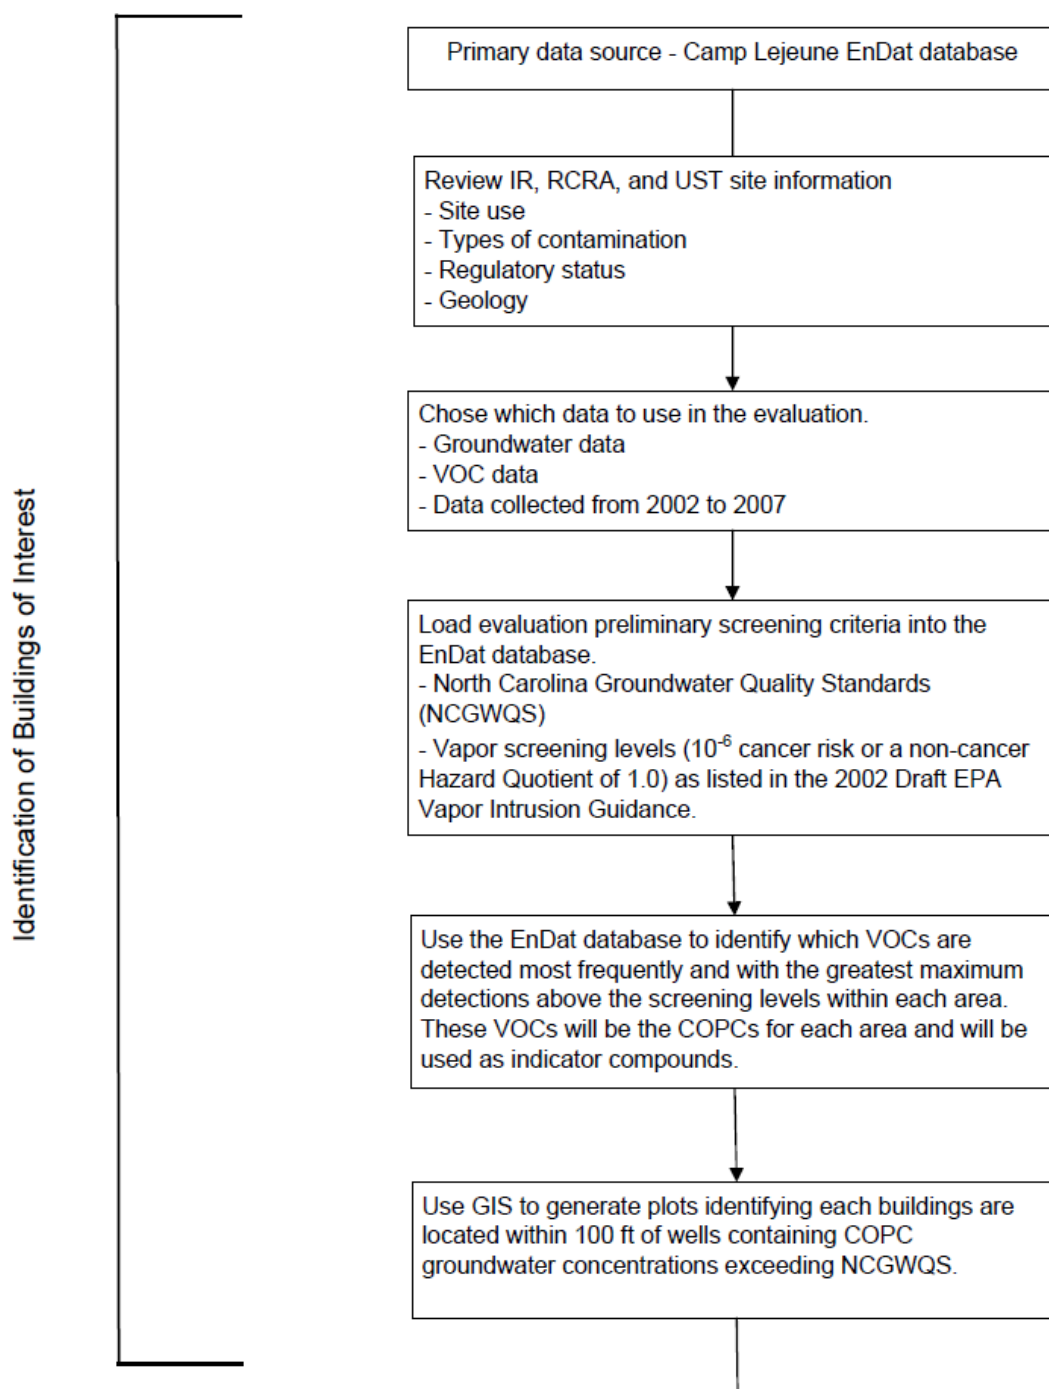 Identification of Buildings of Interest
Primary data source - Camp Lejeune EnDat database
Review IR, RCRA, and UST site information
- Site use
- Types of contamination
- Regulatory status
- Geology
Chose which data to use in the evaluation.
- Groundwater data
- VOC data
- Data collected from 2002 to 2007
Load evaluation preliminary screening criteria into the
EnDat database.
- North Carolina Groundwater Quality Standards
(NCGWQS)
- Vapor screening levels (10⁻⁶ cancer risk or a non-cancer
Hazard Quotient of 1.0) as listed in the 2002 Draft EPA
Vapor Intrusion Guidance.
Use the EnDat database to identify which VOCs are
detected most frequently and with the greatest maximum
detections above the screening levels within each area.
These VOCs will be the COPCs for each area and will be
used as indicator compounds.
Use GIS to generate plots identifying each buildings are
located within 100 ft of wells containing COPC
groundwater concentrations exceeding NCGWQS.